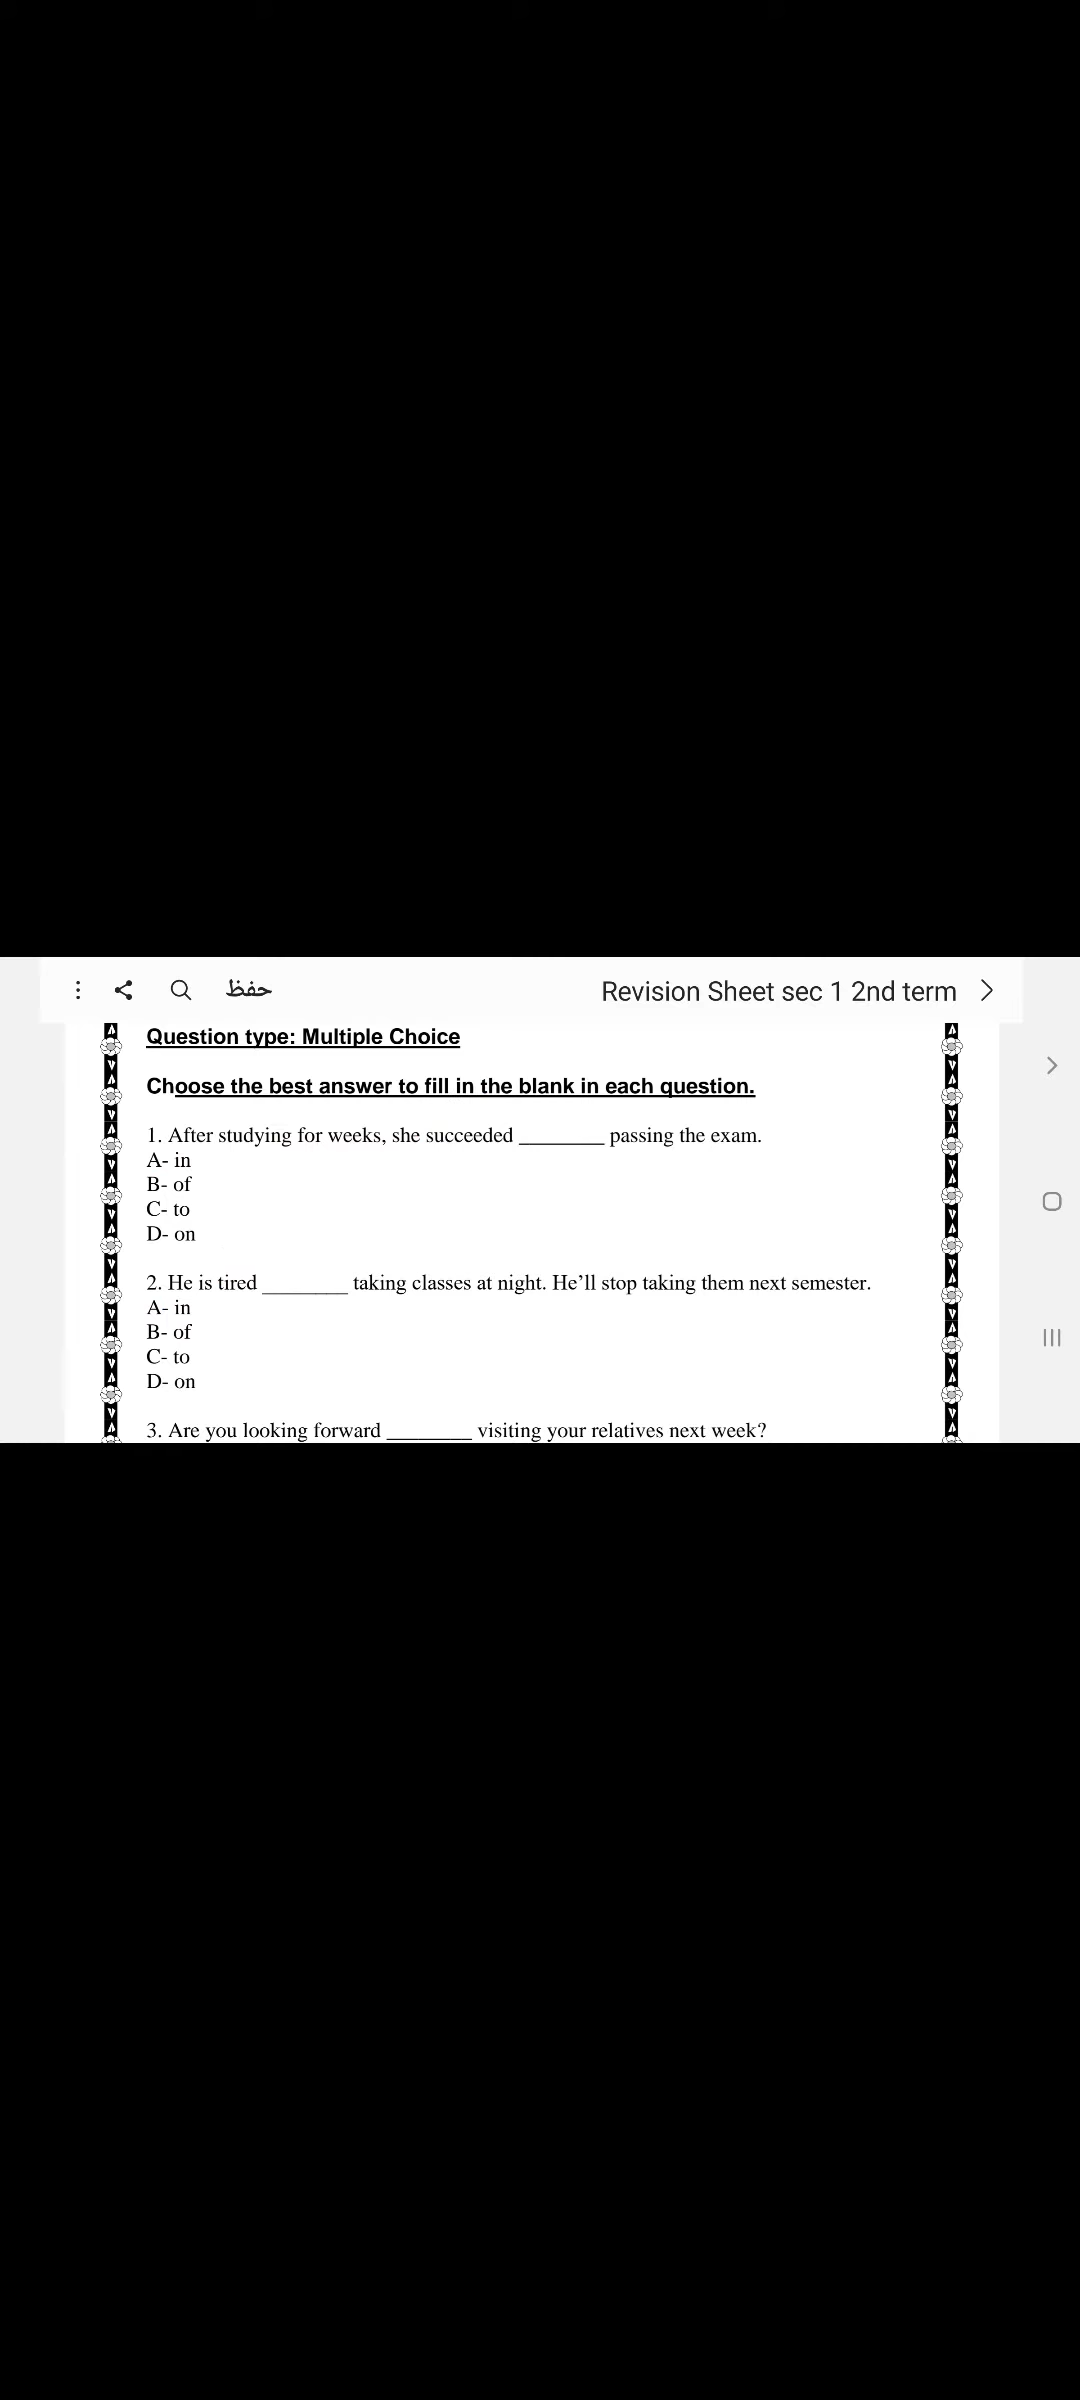 حفظ
Revision Sheet sec 1 2nd term
Question type: Multiple Choice
Choose the best answer to fill in the blank in each question.
1. After studying for weeks, she succeeded ________ passing the exam.
A- in
B- of
C- to
D- on
2. He is tired ________ taking classes at night. He’ll stop taking them next semester.
A- in
B- of
C- to
D- on
3. Are you looking forward ________ visiting your relatives next week?